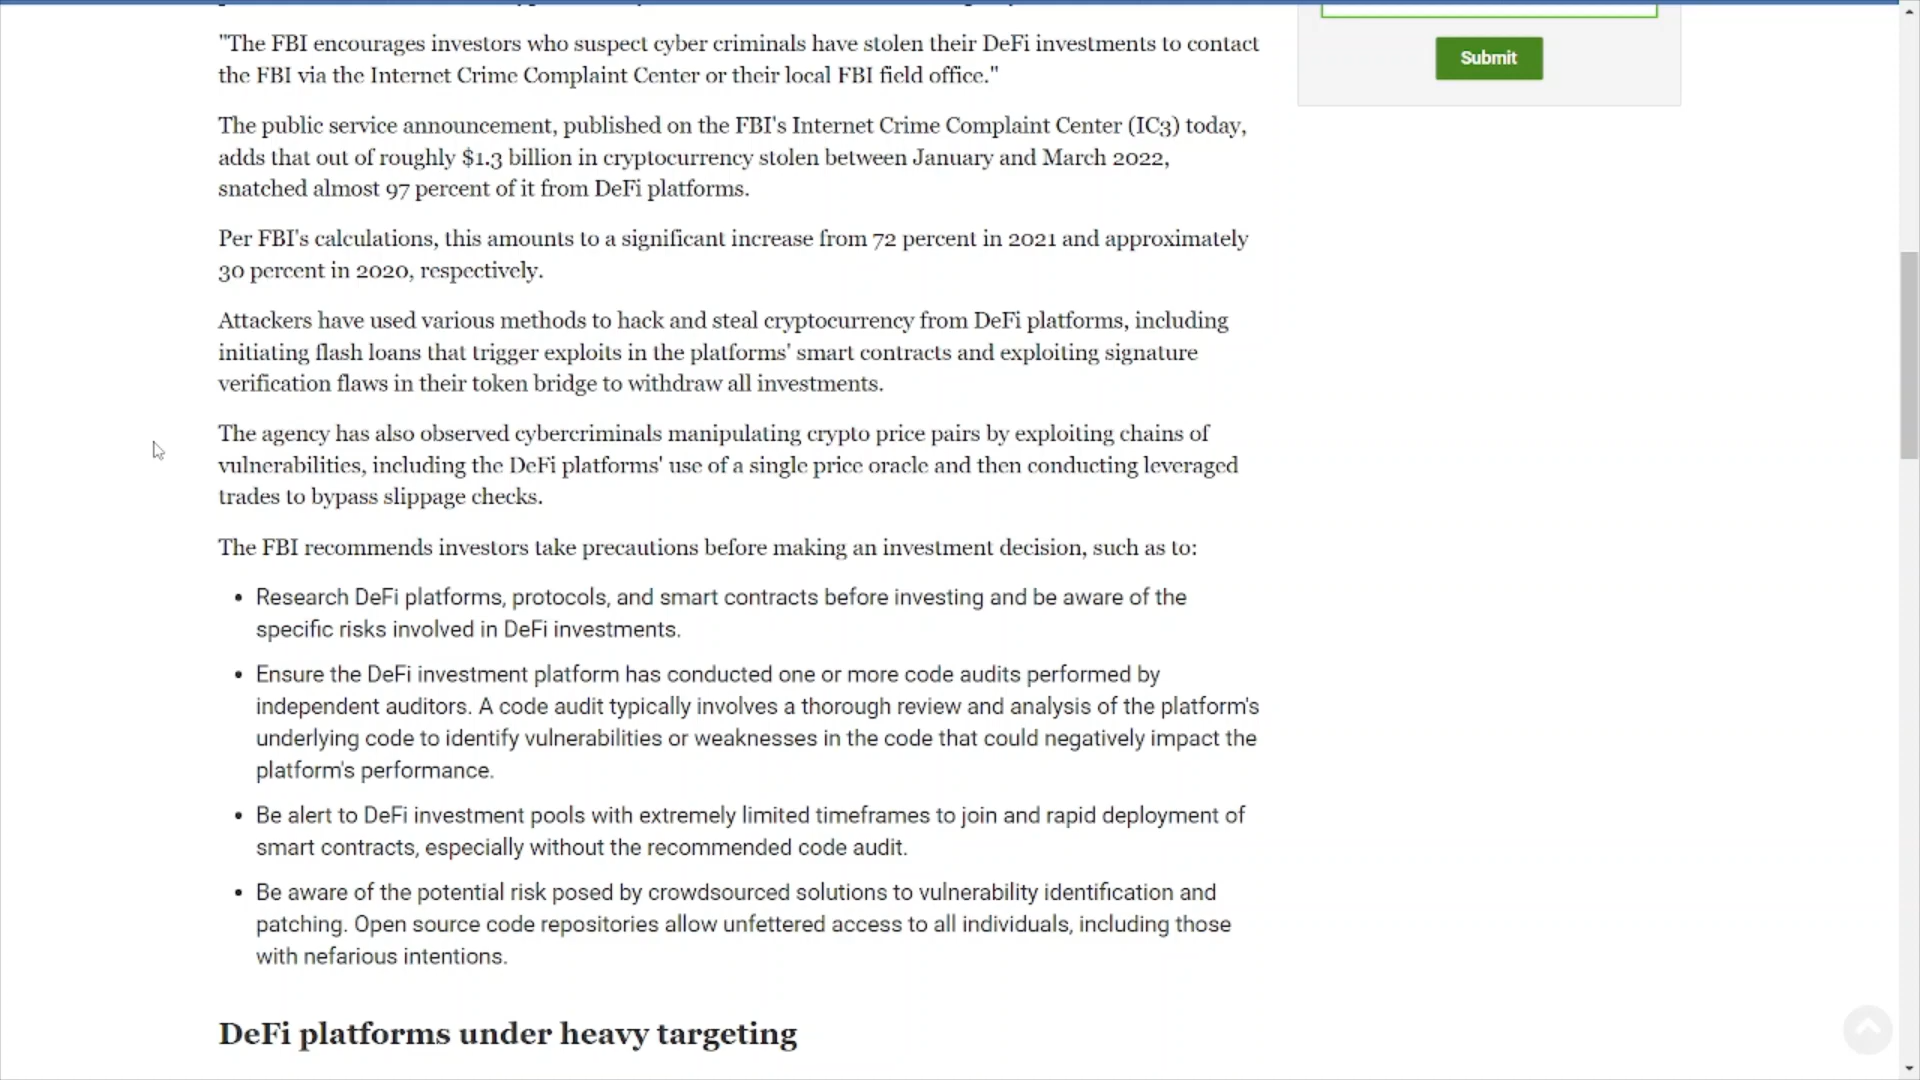 "The FBI encourages investors who suspect cyber criminals have stolen their DeFi investments to contact
the FBI via the Internet Crime Complaint Center or their local FBI field office."
Submit
The public service announcement, published on the FBI's Internet Crime Complaint Center (IC3) today,
adds that out of roughly $1.3 billion in cryptocurrency stolen between January and March 2022,
snatched almost 97 percent of it from DeFi platforms.
Per FBI's calculations, this amounts to a significant increase from 72 percent in 2021 and approximately
30 percent in 2020, respectively.
Attackers have used various methods to hack and steal cryptocurrency from DeFi platforms, including
initiating flash loans that trigger exploits in the platforms' smart contracts and exploiting signature
verification flaws in their token bridge to withdraw all investments.
The agency has also observed cybercriminals manipulating crypto price pairs by exploiting chains of
vulnerabilities, including the DeFi platforms' use of a single price oracle and then conducting leveraged
trades to bypass slippage checks.
The FBI recommends investors take precautions before making an investment decision, such as to:
• Research DeFi platforms, protocols, and smart contracts before investing and be aware of the
specific risks involved in DeFi investments.
• Ensure the DeFi investment platform has conducted one or more code audits performed by
independent auditors. A code audit typically involves a thorough review and analysis of the platform's
underlying code to identify vulnerabilities or weaknesses in the code that could negatively impact the
platform's performance.
• Be alert to DeFi investment pools with extremely limited timeframes to join and rapid deployment of
smart contracts, especially without the recommended code audit.
• Be aware of the potential risk posed by crowdsourced solutions to vulnerability identification and
patching. Open source code repositories allow unfettered access to all individuals, including those
with nefarious intentions.
DeFi platforms under heavy targeting